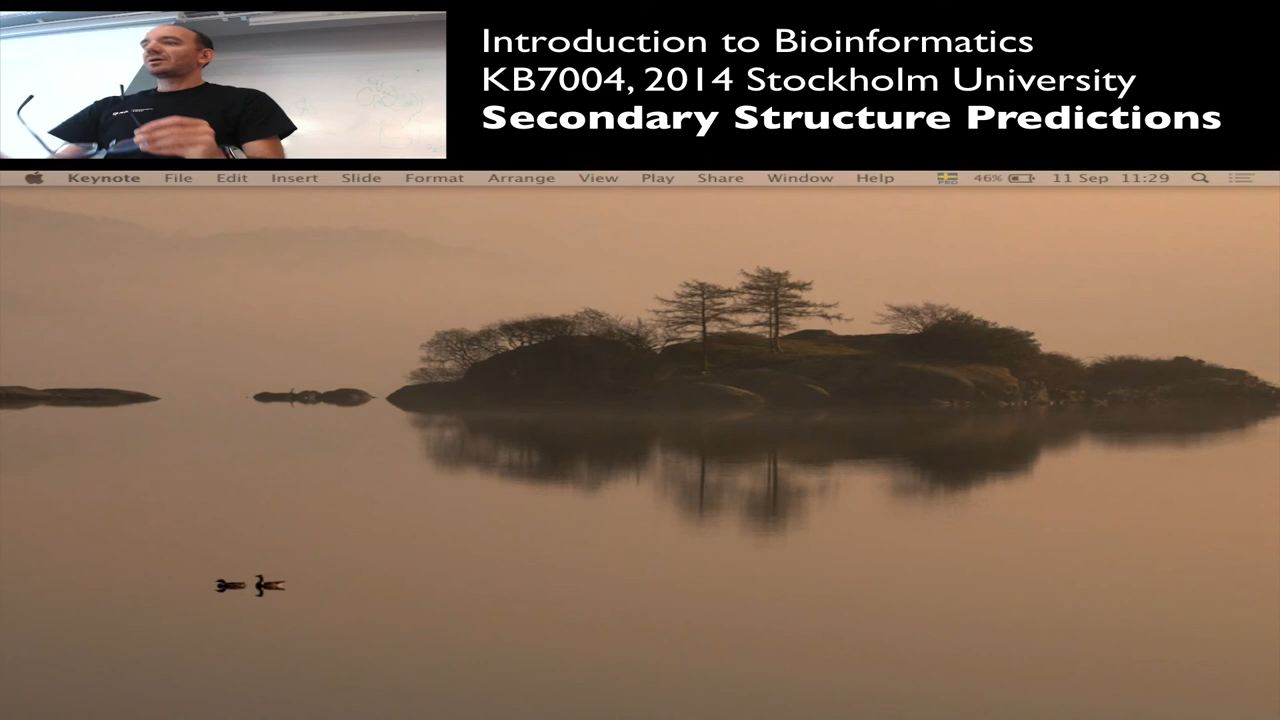 Introduction to Bioinformatics
KB7004, 2014 Stockholm University
Secondary Structure Predictions
Keynote File Edit Insert Slide Format Arrange View Play Share Window Help PRO 46% 11 Sep 11:29